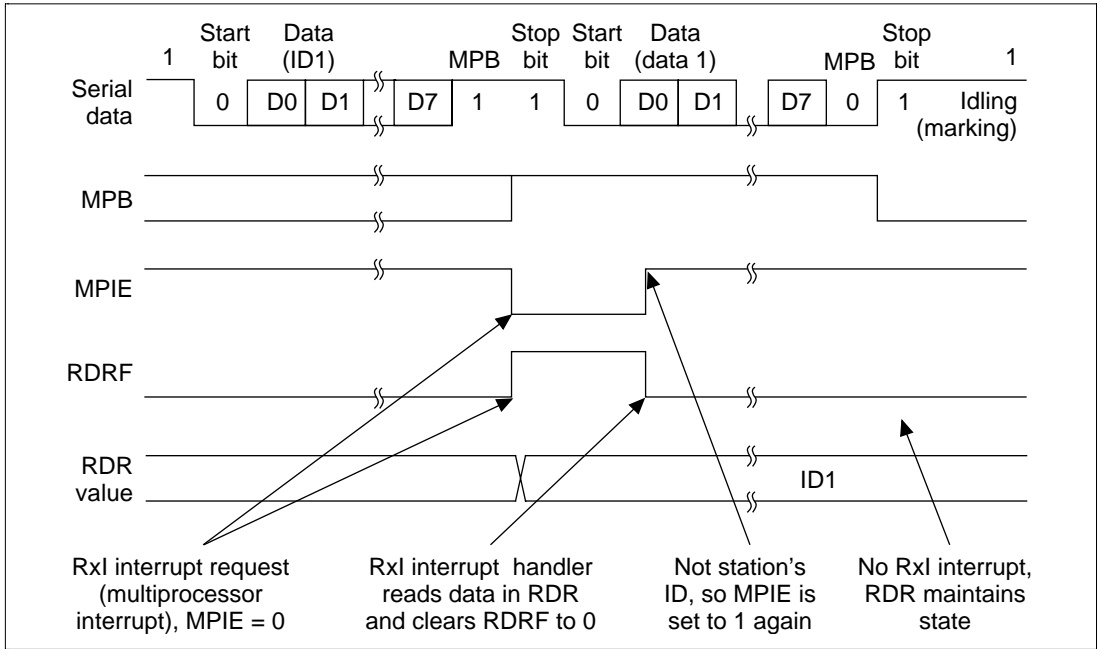 Start Data Stop Start Data Stop
1 bit (ID1) MPB bit bit (data 1) MPB bit 1
Serial data 0 D0 D1 D7 1 1 0 D0 D1 D7 0 1 Idling (marking)
MPB
MPIE
RDRF
RDR value ID1
RxI interrupt request
(multiprocessor
interrupt), MPIE = 0
RxI interrupt handler
reads data in RDR
and clears RDRF to 0
Not station's
ID, so MPIE is
set to 1 again
No RxI interrupt,
RDR maintains
state